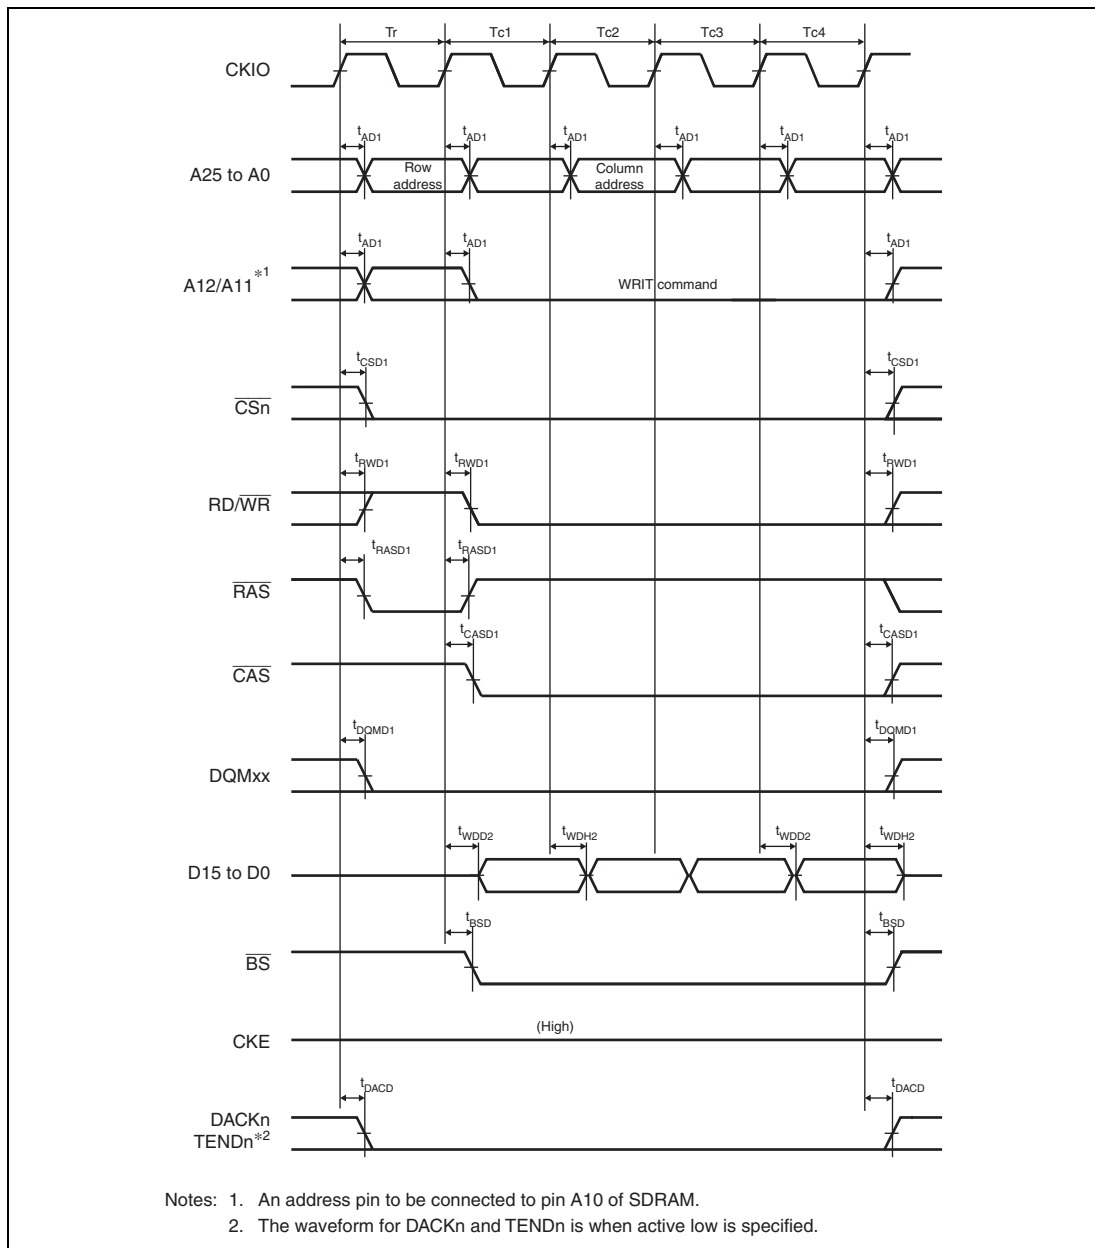 Tr Tc1 Tc2 Tc3 Tc4
CKIO
tAD1 tAD1 tAD1 tAD1 tAD1 tAD1
A25 to A0
Row address
Column address
tAD1 tAD1 tAD1
A12/A11*1
WRIT command
tCSD1 tCSD1
CSn
tRWD1 tRWD1 tRWD1
RD/WR
tRASD1 tRASD1
RAS
tCASD1 tCASD1
CAS
tDQMD1 tDQMD1
DQMxx
tWDD2 tWDH2 tWDD2 tWDH2
D15 to D0
tBSD tBSD
BS
(High)
CKE
tDACD tDACD
DACKn
TENDn*2
Notes: 1. An address pin to be connected to pin A10 of SDRAM.
2. The waveform for DACKn and TENDn is when active low is specified.